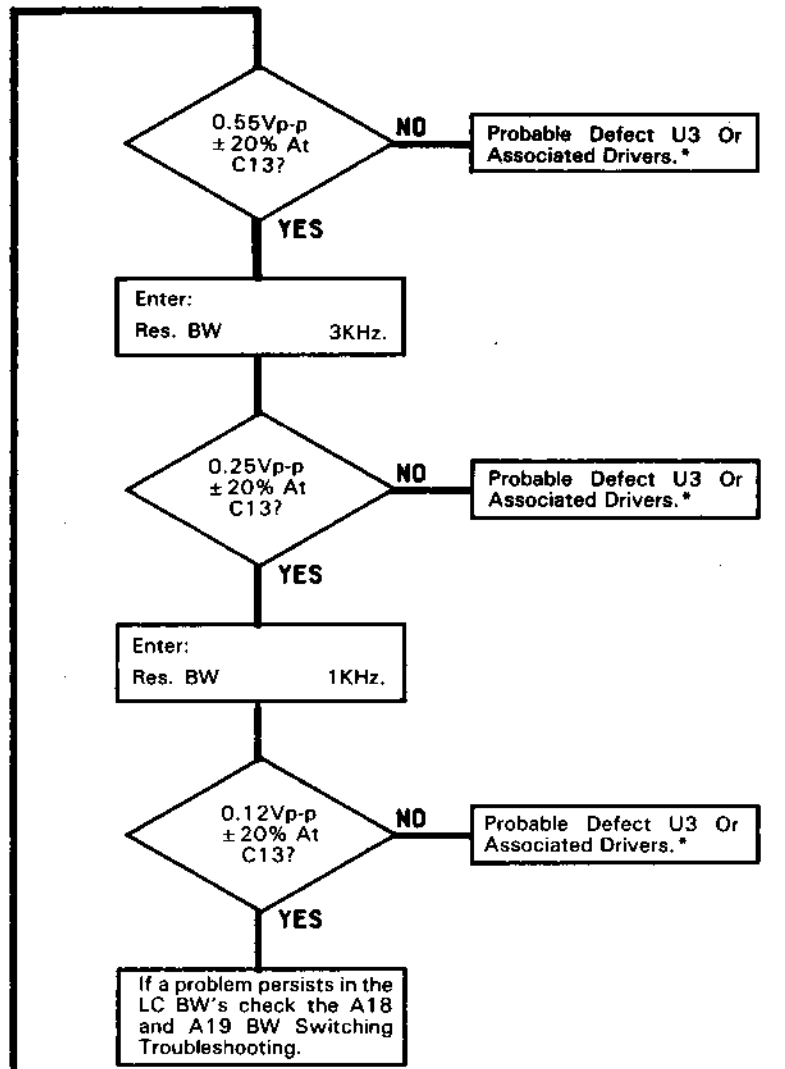 0.55Vp-p
±20% At
C13?
NO
Probable Defect U3 Or
Associated Drivers.*
YES
Enter:
Res. BW 3KHz.
0.25Vp-p
±20% At
C13?
NO
Probable Defect U3 Or
Associated Drivers.*
YES
Enter:
Res. BW 1KHz.
0.12Vp-p
±20% At
C13?
NO
Probable Defect U3 Or
Associated Drivers.*
YES
If a problem persists in the
LC BW's check the A18
and A19 BW Switching
Troubleshooting.